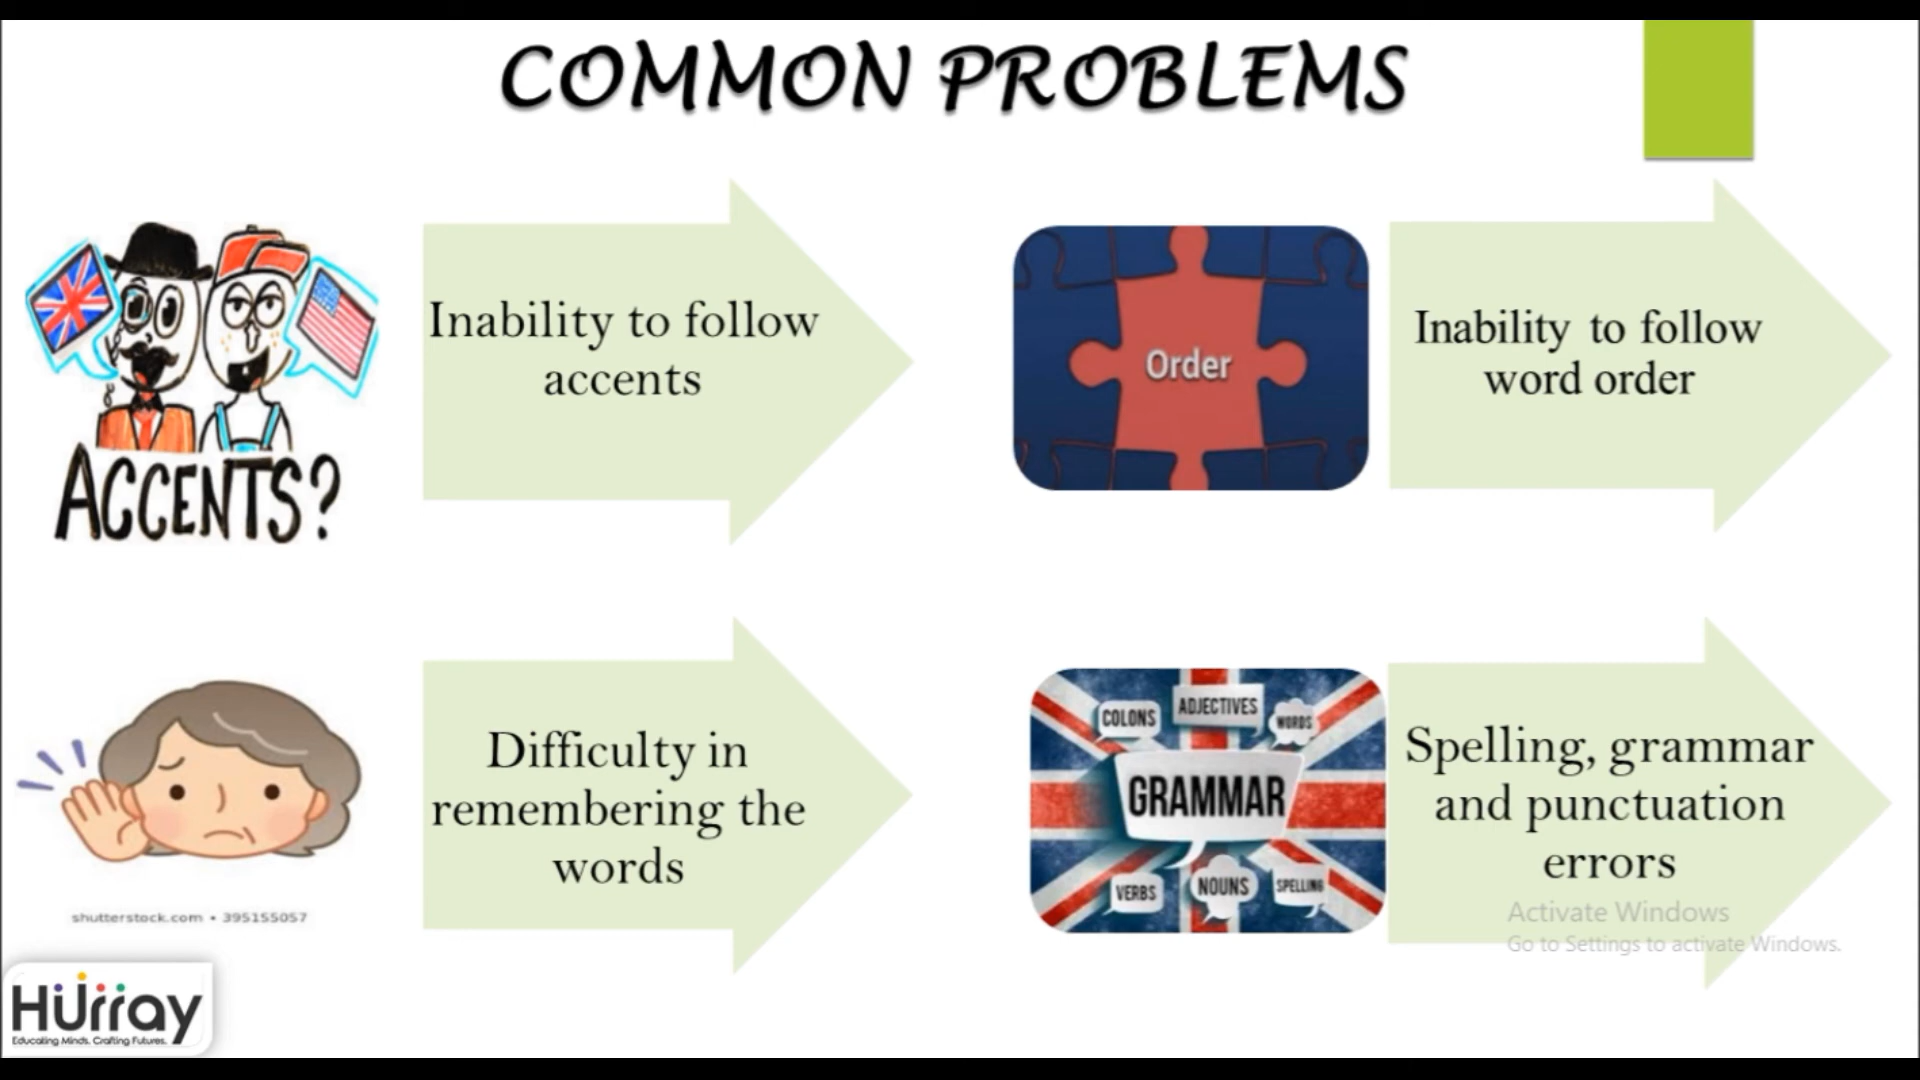 COMMON PROBLEMS
ACCENTS?
Inability to follow
accents
Order
Inability to follow
word order
shutterstock.com • 395155057
Difficulty in
remembering the
words
COLONS
ADJECTIVES
WORDS
GRAMMAR
VERBS
NOUNS
SPELLING
Spelling, grammar
and punctuation
errors
Activate Windows
Go to Settings to activate Windows.
Hurray
Educating Minds. Crafting Futures.